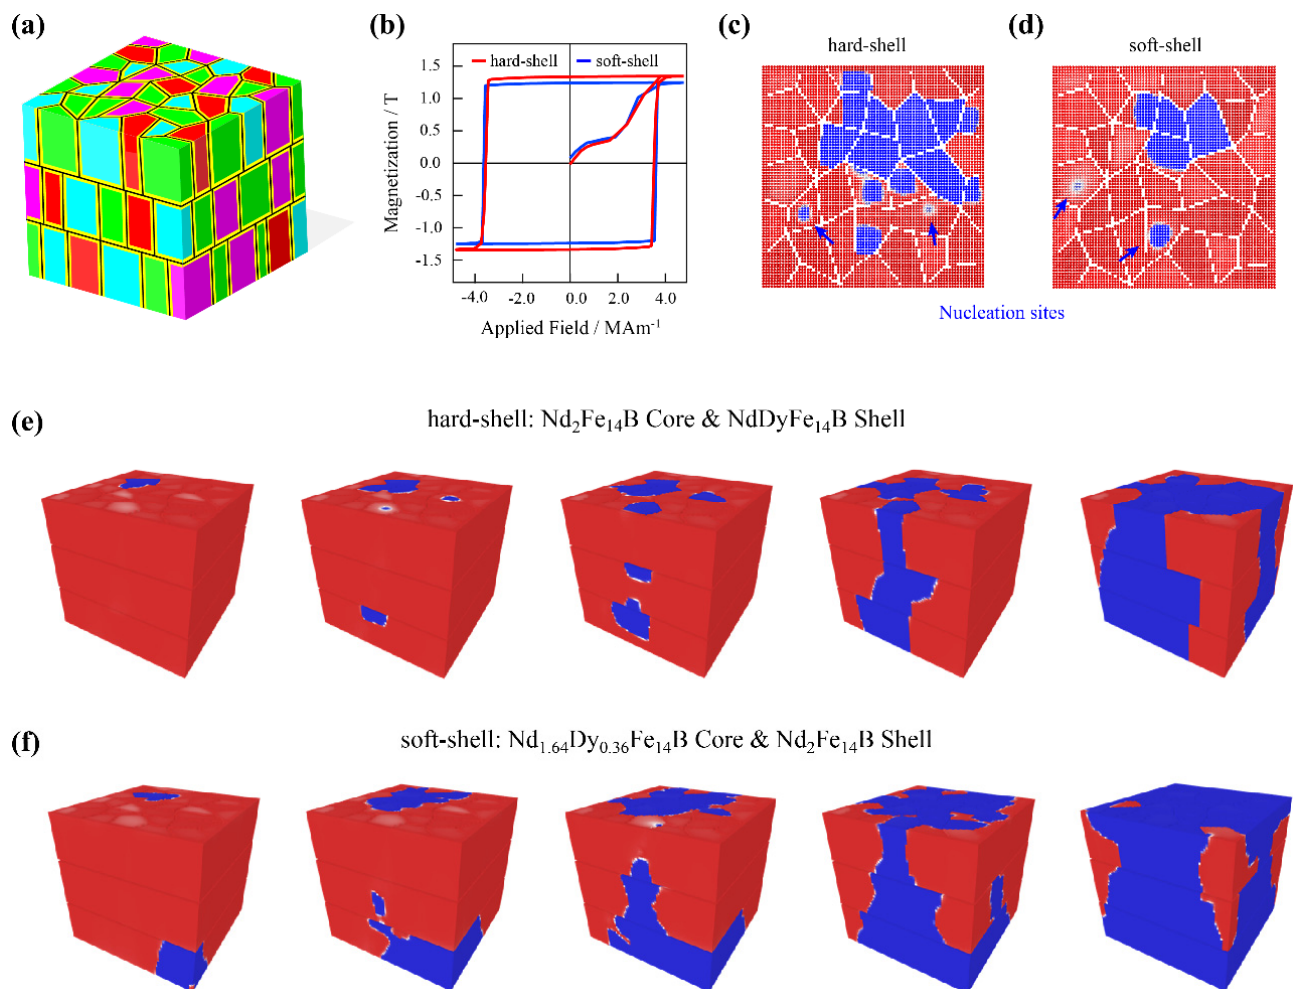 (a)
(b)
(c)
(d)
hard-shell
soft-shell
hard-shell
soft-shell
1.5
1.0
0.5
0.0
-0.5
-1.0
-1.5
Magnetization / T
-4.0 -2.0 0.0 2.0 4.0
Applied Field / MAm⁻¹
Nucleation sites
(e)
hard-shell: Nd₂Fe₁₄B Core & NdDyFe₁₄B Shell
(f)
soft-shell: Nd₁.₆₄Dy₀.₃₆Fe₁₄B Core & Nd₂Fe₁₄B Shell